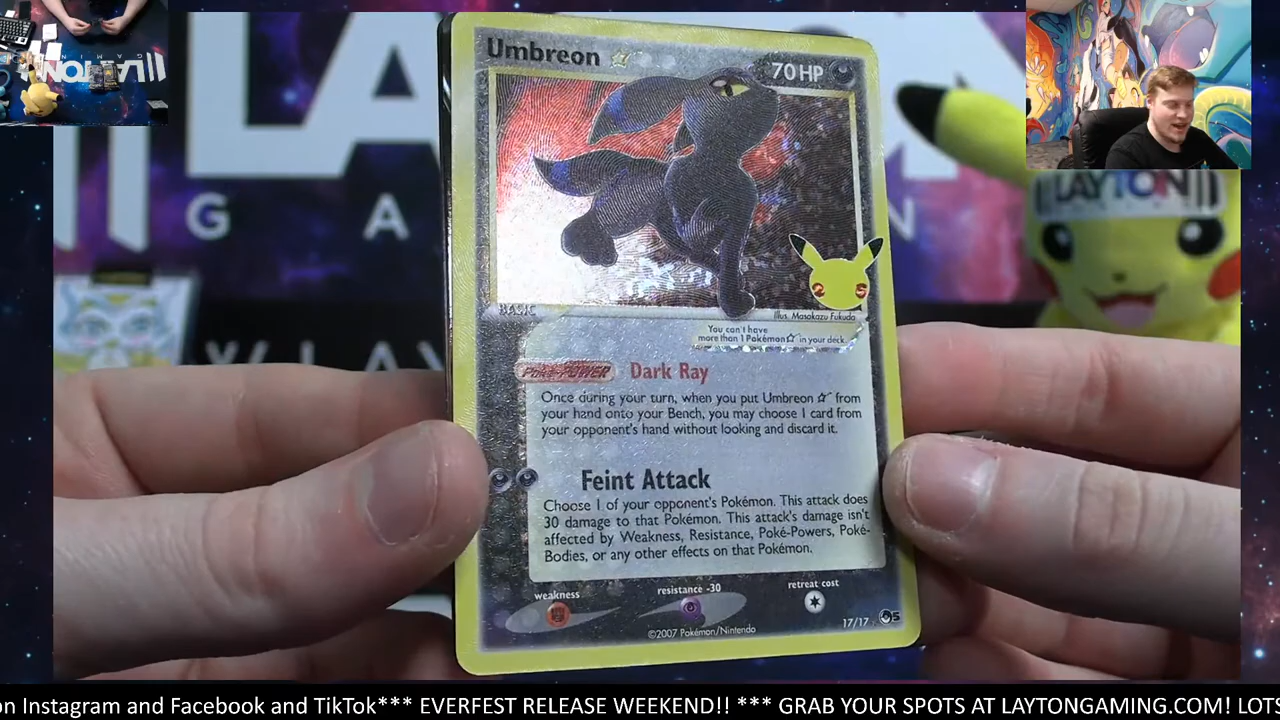 Umbreon
70 HP
BASIC
Illus. Masakazu Fukuda
You can't have
more than 1 Pokémon ☆ in your deck.
POKé-POWER Dark Ray
Once during your turn, when you put Umbreon ☆ from
your hand onto your Bench, you may choose 1 card from
your opponent's hand without looking and discard it.
Feint Attack
Choose 1 of your opponent's Pokémon. This attack does
30 damage to that Pokémon. This attack's damage isn't
affected by Weakness, Resistance, Poké-Powers, Poké-
Bodies, or any other effects on that Pokémon.
weakness resistance -30 retreat cost
©2007 Pokémon/Nintendo
17/17
LAYTON
on Instagram and Facebook and TikTok*** EVERFEST RELEASE WEEKEND!! *** GRAB YOUR SPOTS AT LAYTONGAMING.COM! LOTS